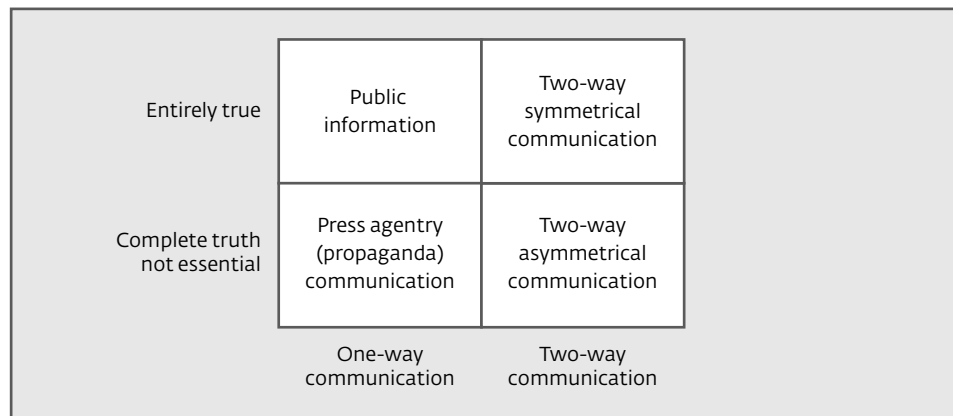 Entirely true
Public
information
Two-way
symmetrical
communication
Complete truth
not essential
Press agentry
(propaganda)
communication
Two-way
asymmetrical
communication
One-way
communication
Two-way
communication